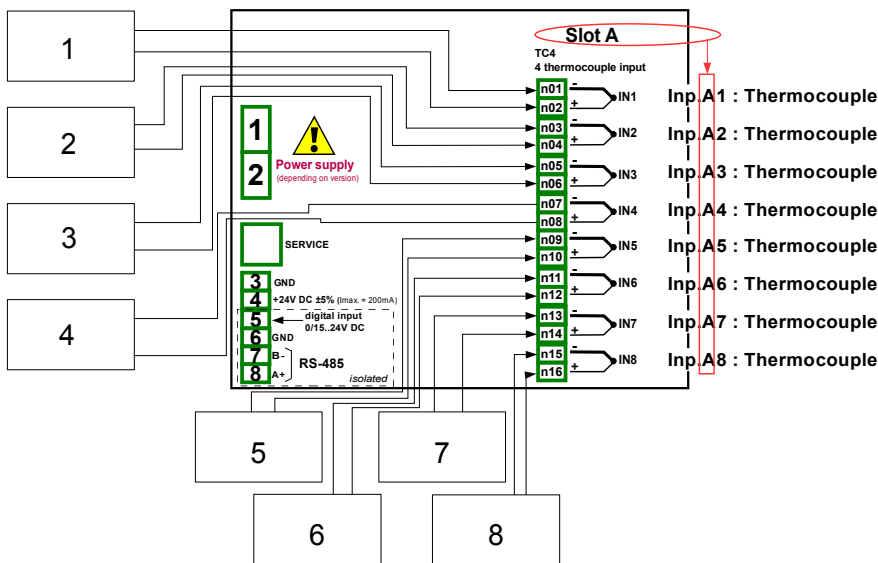 Slot A
TC4
4 thermocouple input
1
2
3
4
1
2
Power supply
(depending on version)
SERVICE
3 GND
4 +24V DC ±5% (Imax. = 200mA)
5 digital input
0/15..24V DC
6 GND
7 B-
8 A+
RS-485
isolated
n01 -
n02 +
IN1
Inp.A1 : Thermocouple
n03 -
n04 +
IN2
Inp.A2 : Thermocouple
n05 -
n06 +
IN3
Inp.A3 : Thermocouple
n07 -
n08 +
IN4
Inp.A4 : Thermocouple
n09 -
n10 +
IN5
Inp.A5 : Thermocouple
n11 -
n12 +
IN6
Inp.A6 : Thermocouple
n13 -
n14 +
IN7
Inp.A7 : Thermocouple
n15 -
n16 +
IN8
Inp.A8 : Thermocouple
5
7
6
8